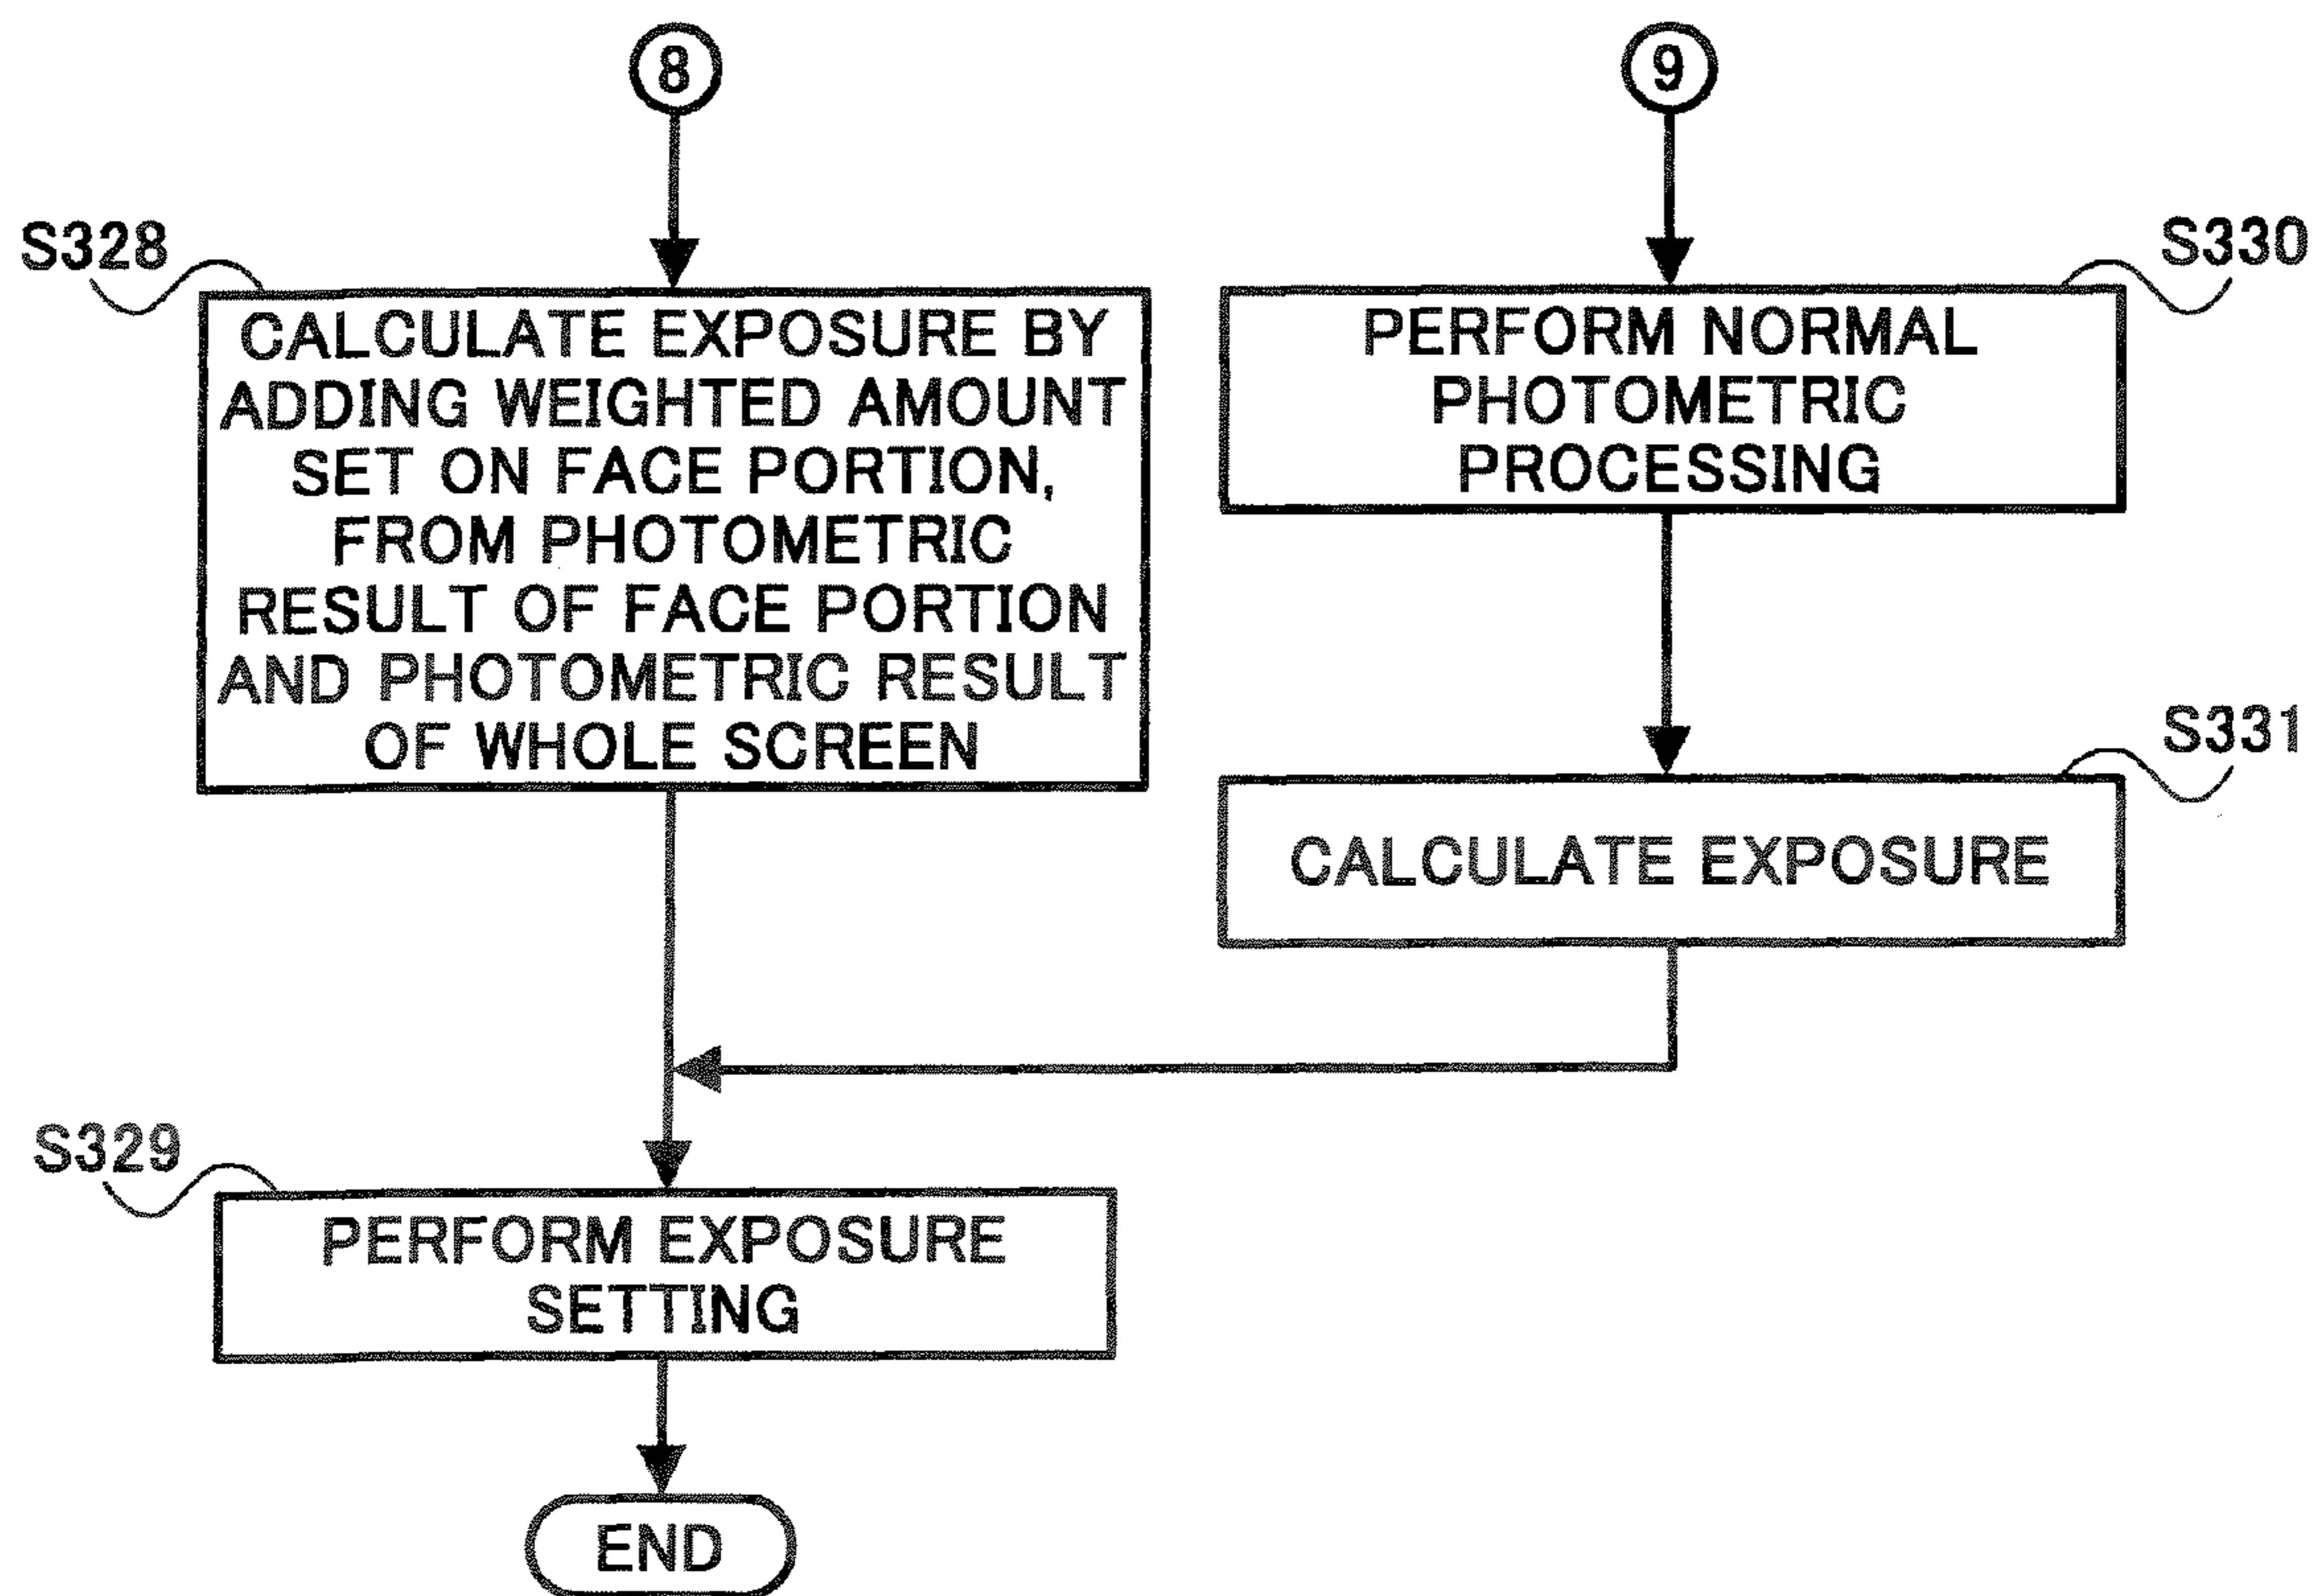 8
S328
CALCULATE EXPOSURE BY
ADDING WEIGHTED AMOUNT
SET ON FACE PORTION,
FROM PHOTOMETRIC
RESULT OF FACE PORTION
AND PHOTOMETRIC RESULT
OF WHOLE SCREEN
9
S330
PERFORM NORMAL
PHOTOMETRIC
PROCESSING
S331
CALCULATE EXPOSURE
S329
PERFORM EXPOSURE
SETTING
END